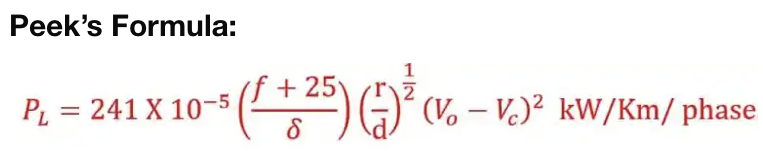 Peek's Formula:
P_L = 241 X 10^-5 ((f + 25)/δ) (r/d)^(1/2) (V_o − V_c)^2 kW/Km/ phase